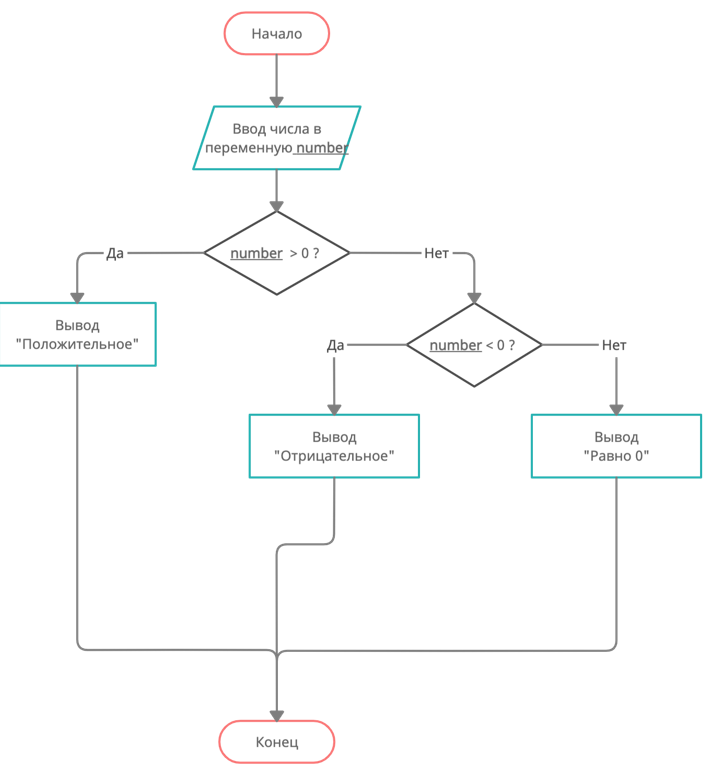 Начало
Ввод числа в
переменную number
number > 0 ?
Да
Нет
Вывод
"Положительное"
number < 0 ?
Да
Нет
Вывод
"Отрицательное"
Вывод
"Равно 0"
Конец